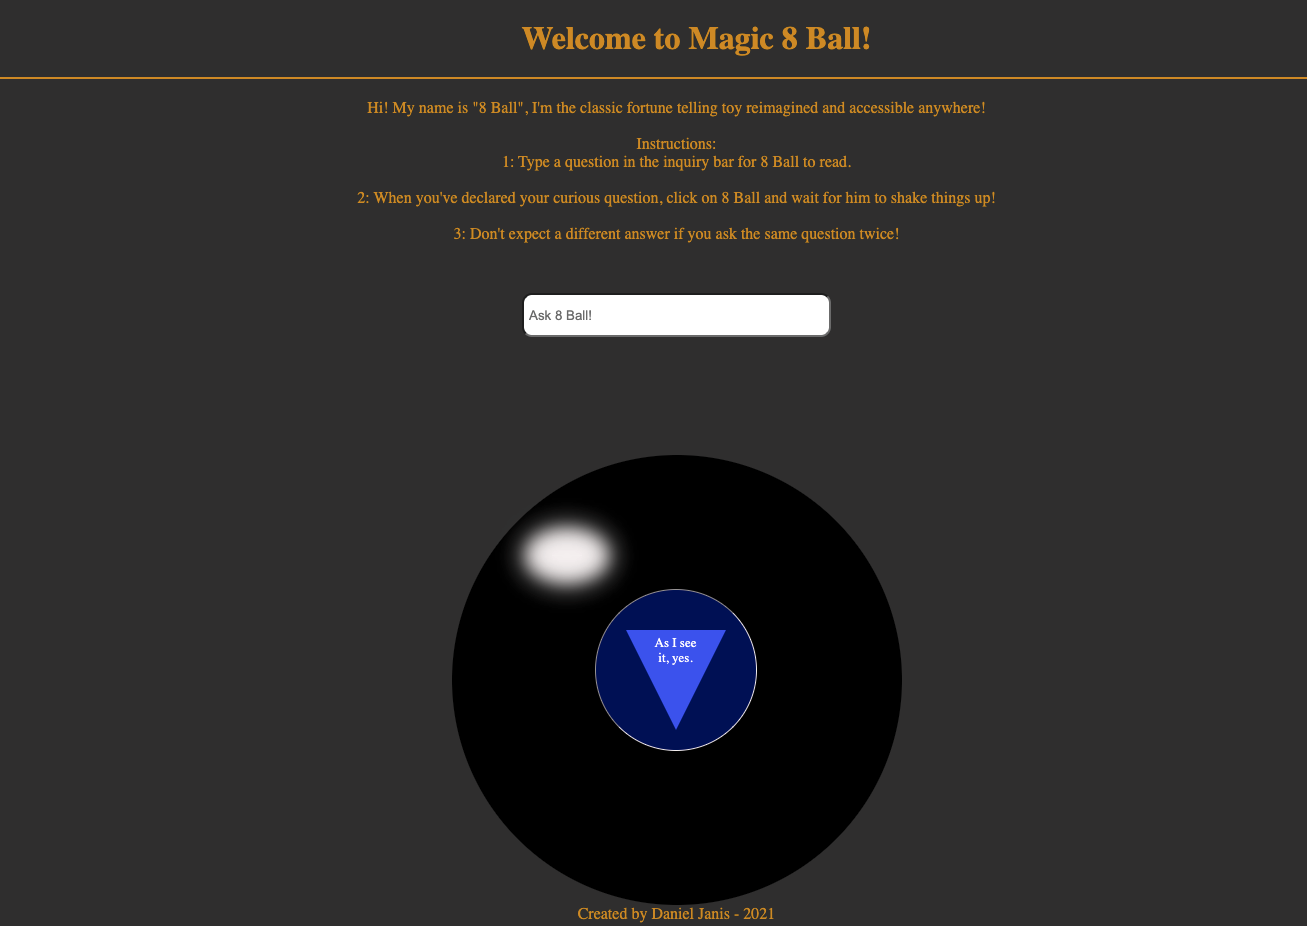 Welcome to Magic 8 Ball!
Hi! My name is "8 Ball", I'm the classic fortune telling toy reimagined and accessible anywhere!
Instructions:
1: Type a question in the inquiry bar for 8 Ball to read.
2: When you've declared your curious question, click on 8 Ball and wait for him to shake things up!
3: Don't expect a different answer if you ask the same question twice!
Ask 8 Ball!
As I see
it, yes.
Created by Daniel Janis - 2021